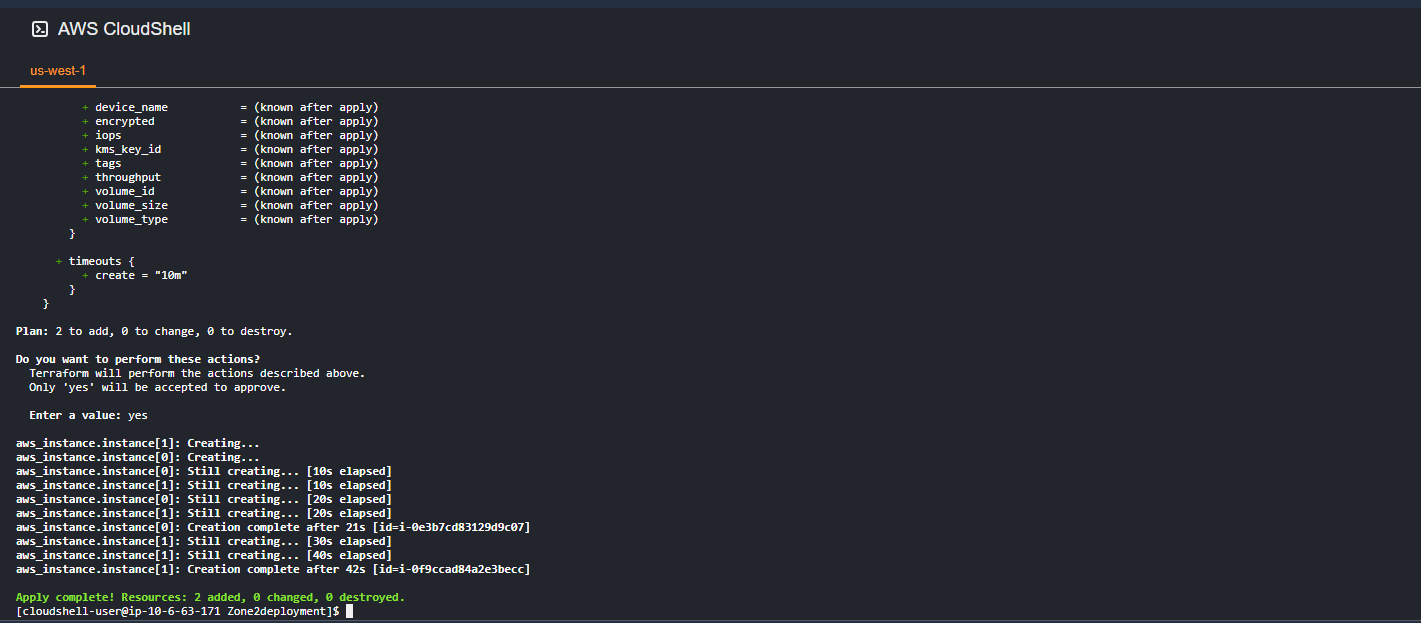 AWS CloudShell
us-west-1
+ device_name = (known after apply)
+ encrypted = (known after apply)
+ iops = (known after apply)
+ kms_key_id = (known after apply)
+ tags = (known after apply)
+ throughput = (known after apply)
+ volume_id = (known after apply)
+ volume_size = (known after apply)
+ volume_type = (known after apply)
}
+ timeouts {
+ create = "10m"
}
}
Plan: 2 to add, 0 to change, 0 to destroy.
Do you want to perform these actions?
Terraform will perform the actions described above.
Only 'yes' will be accepted to approve.
Enter a value: yes
aws_instance.instance[1]: Creating...
aws_instance.instance[0]: Creating...
aws_instance.instance[0]: Still creating... [10s elapsed]
aws_instance.instance[1]: Still creating... [10s elapsed]
aws_instance.instance[0]: Still creating... [20s elapsed]
aws_instance.instance[1]: Still creating... [20s elapsed]
aws_instance.instance[0]: Creation complete after 21s [id=i-0e3b7cd83129d9c07]
aws_instance.instance[1]: Still creating... [30s elapsed]
aws_instance.instance[1]: Still creating... [40s elapsed]
aws_instance.instance[1]: Creation complete after 42s [id=i-0f9ccad84a2e3becc]
Apply complete! Resources: 2 added, 0 changed, 0 destroyed.
[cloudshell-user@ip-10-6-63-171 Zone2deployment]$